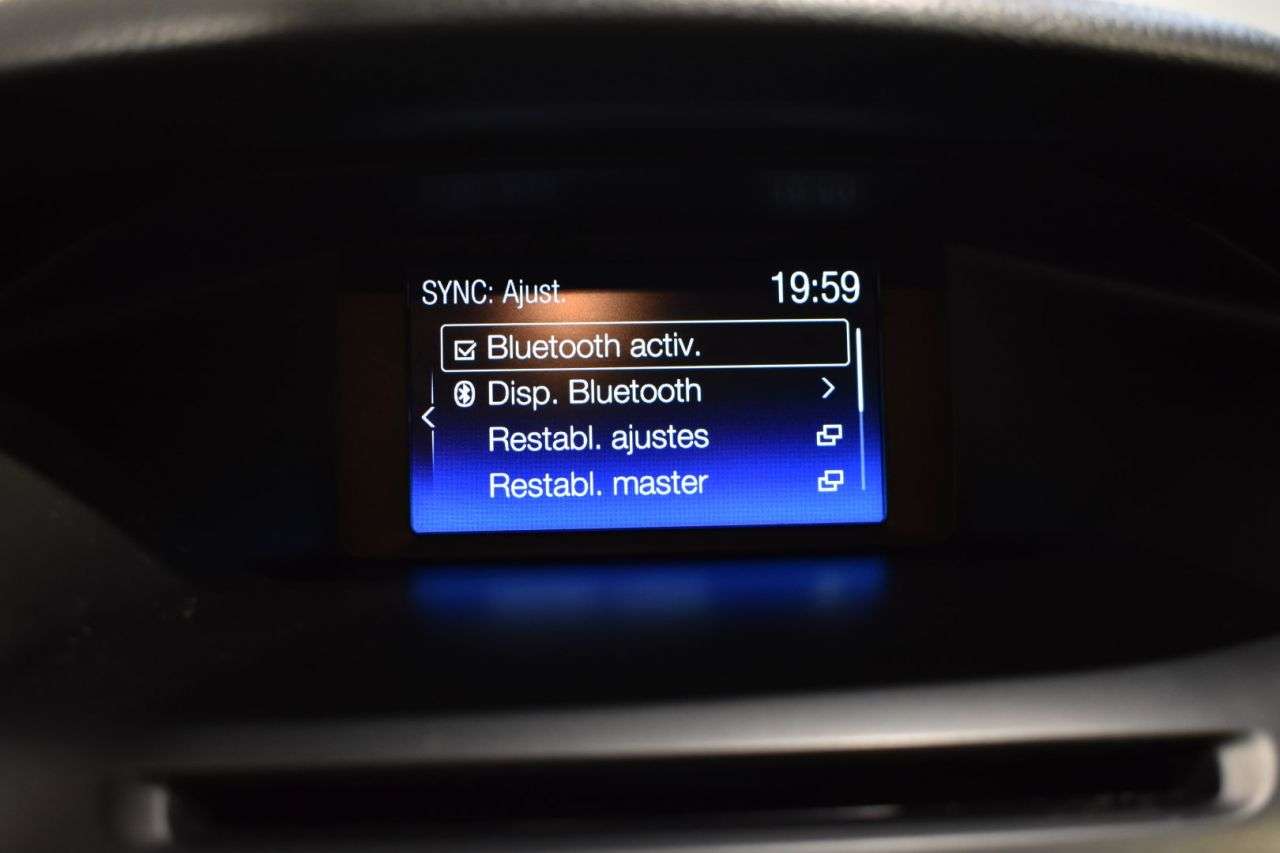 SYNC: Ajust. 19:59
Bluetooth activ.
Disp. Bluetooth
Restabl. ajustes
Restabl. master